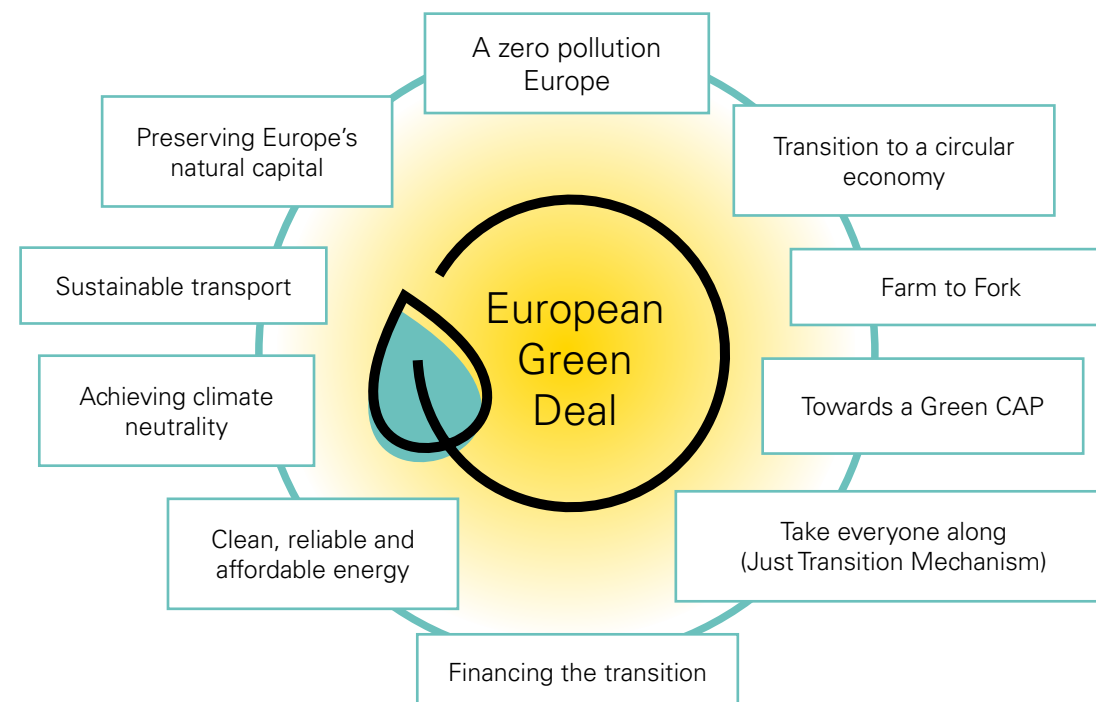 A zero pollution
Europe
Preserving Europe’s
natural capital
Transition to a circular
economy
Sustainable transport
Farm to Fork
European
Green
Deal
Achieving climate
neutrality
Towards a Green CAP
Clean, reliable and
affordable energy
Take everyone along
(Just Transition Mechanism)
Financing the transition